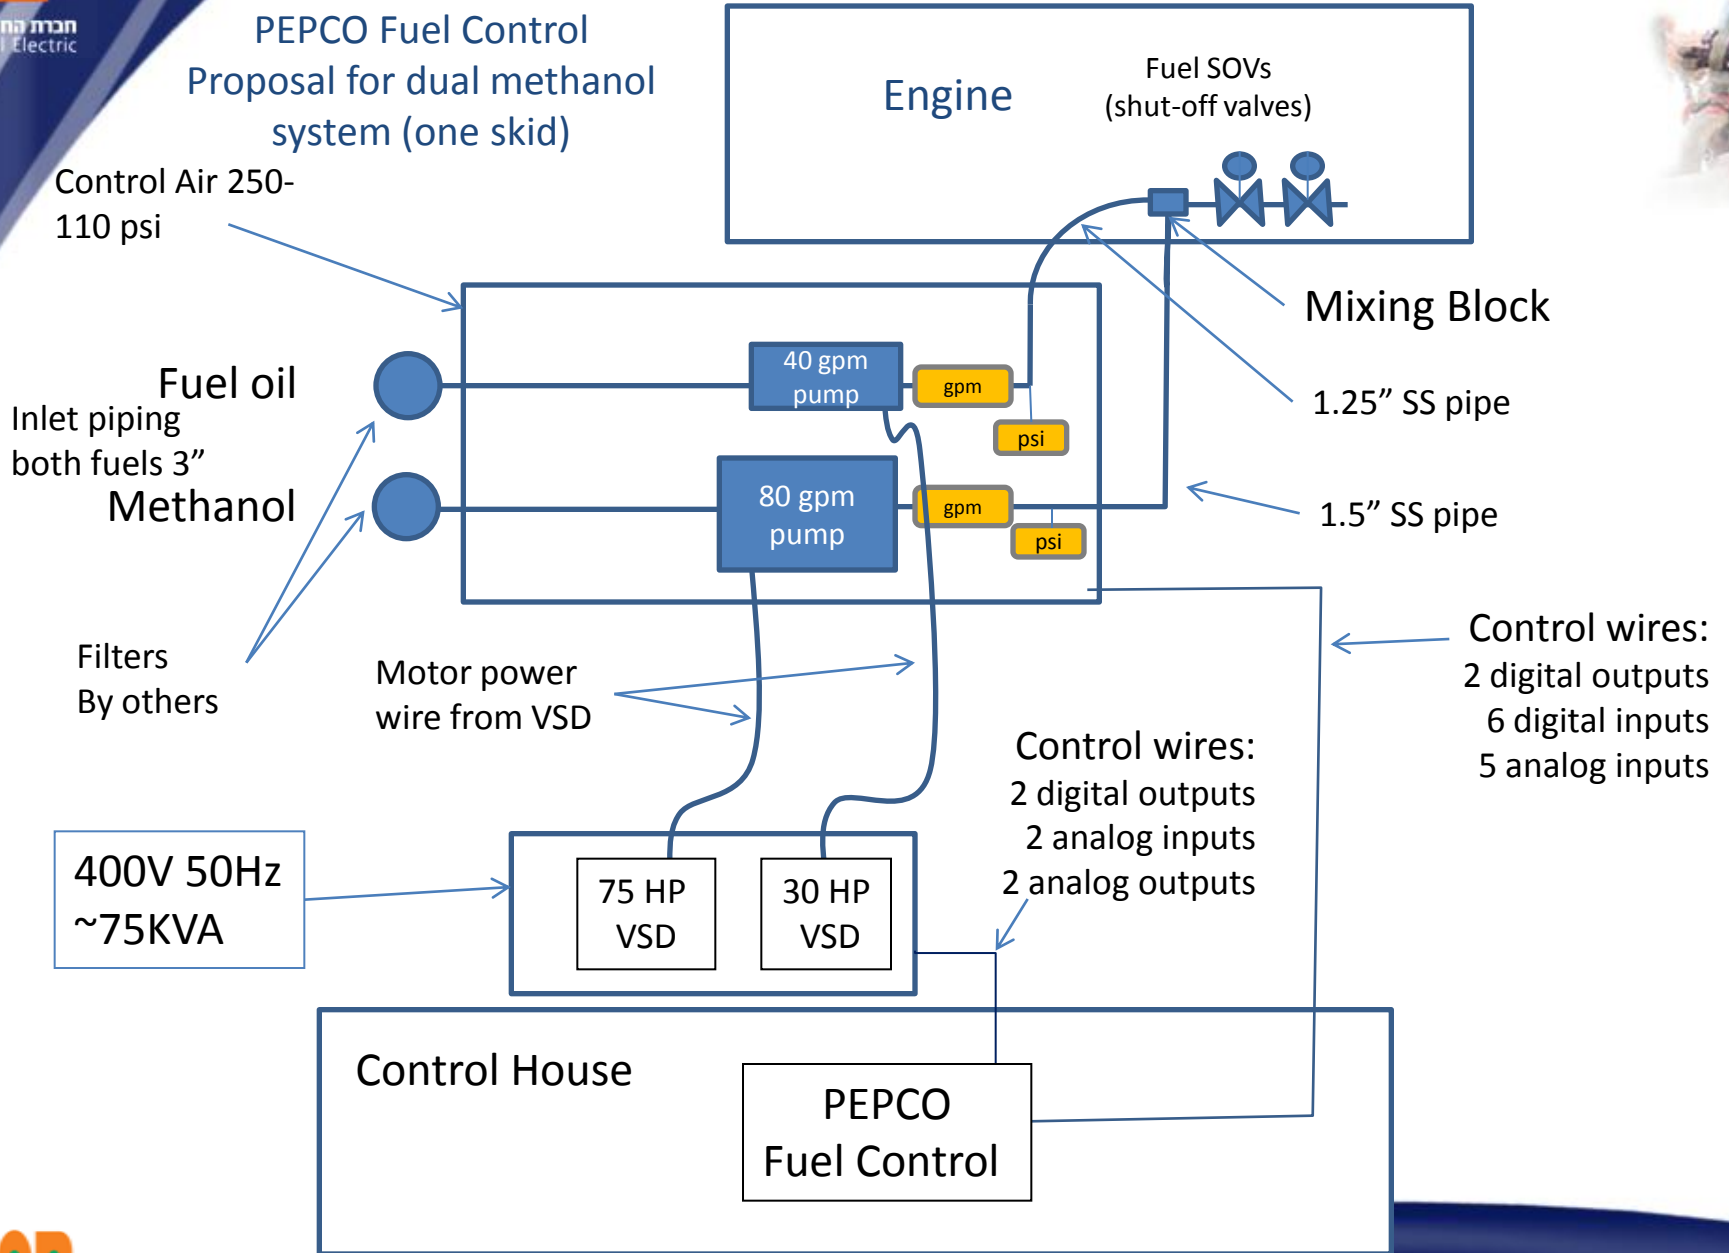 חברת הח
l Electric
PEPCO Fuel Control
Proposal for dual methanol
system (one skid)
Engine
Fuel SOVs
(shut-off valves)
Control Air 250-
110 psi
Mixing Block
Fuel oil
40 gpm
pump
gpm
psi
1.25” SS pipe
Inlet piping
both fuels 3”
Methanol
80 gpm
pump
gpm
psi
1.5” SS pipe
Filters
By others
Motor power
wire from VSD
Control wires:
2 digital outputs
6 digital inputs
5 analog inputs
Control wires:
2 digital outputs
2 analog inputs
2 analog outputs
400V 50Hz
~75KVA
75 HP
VSD
30 HP
VSD
Control House
PEPCO
Fuel Control